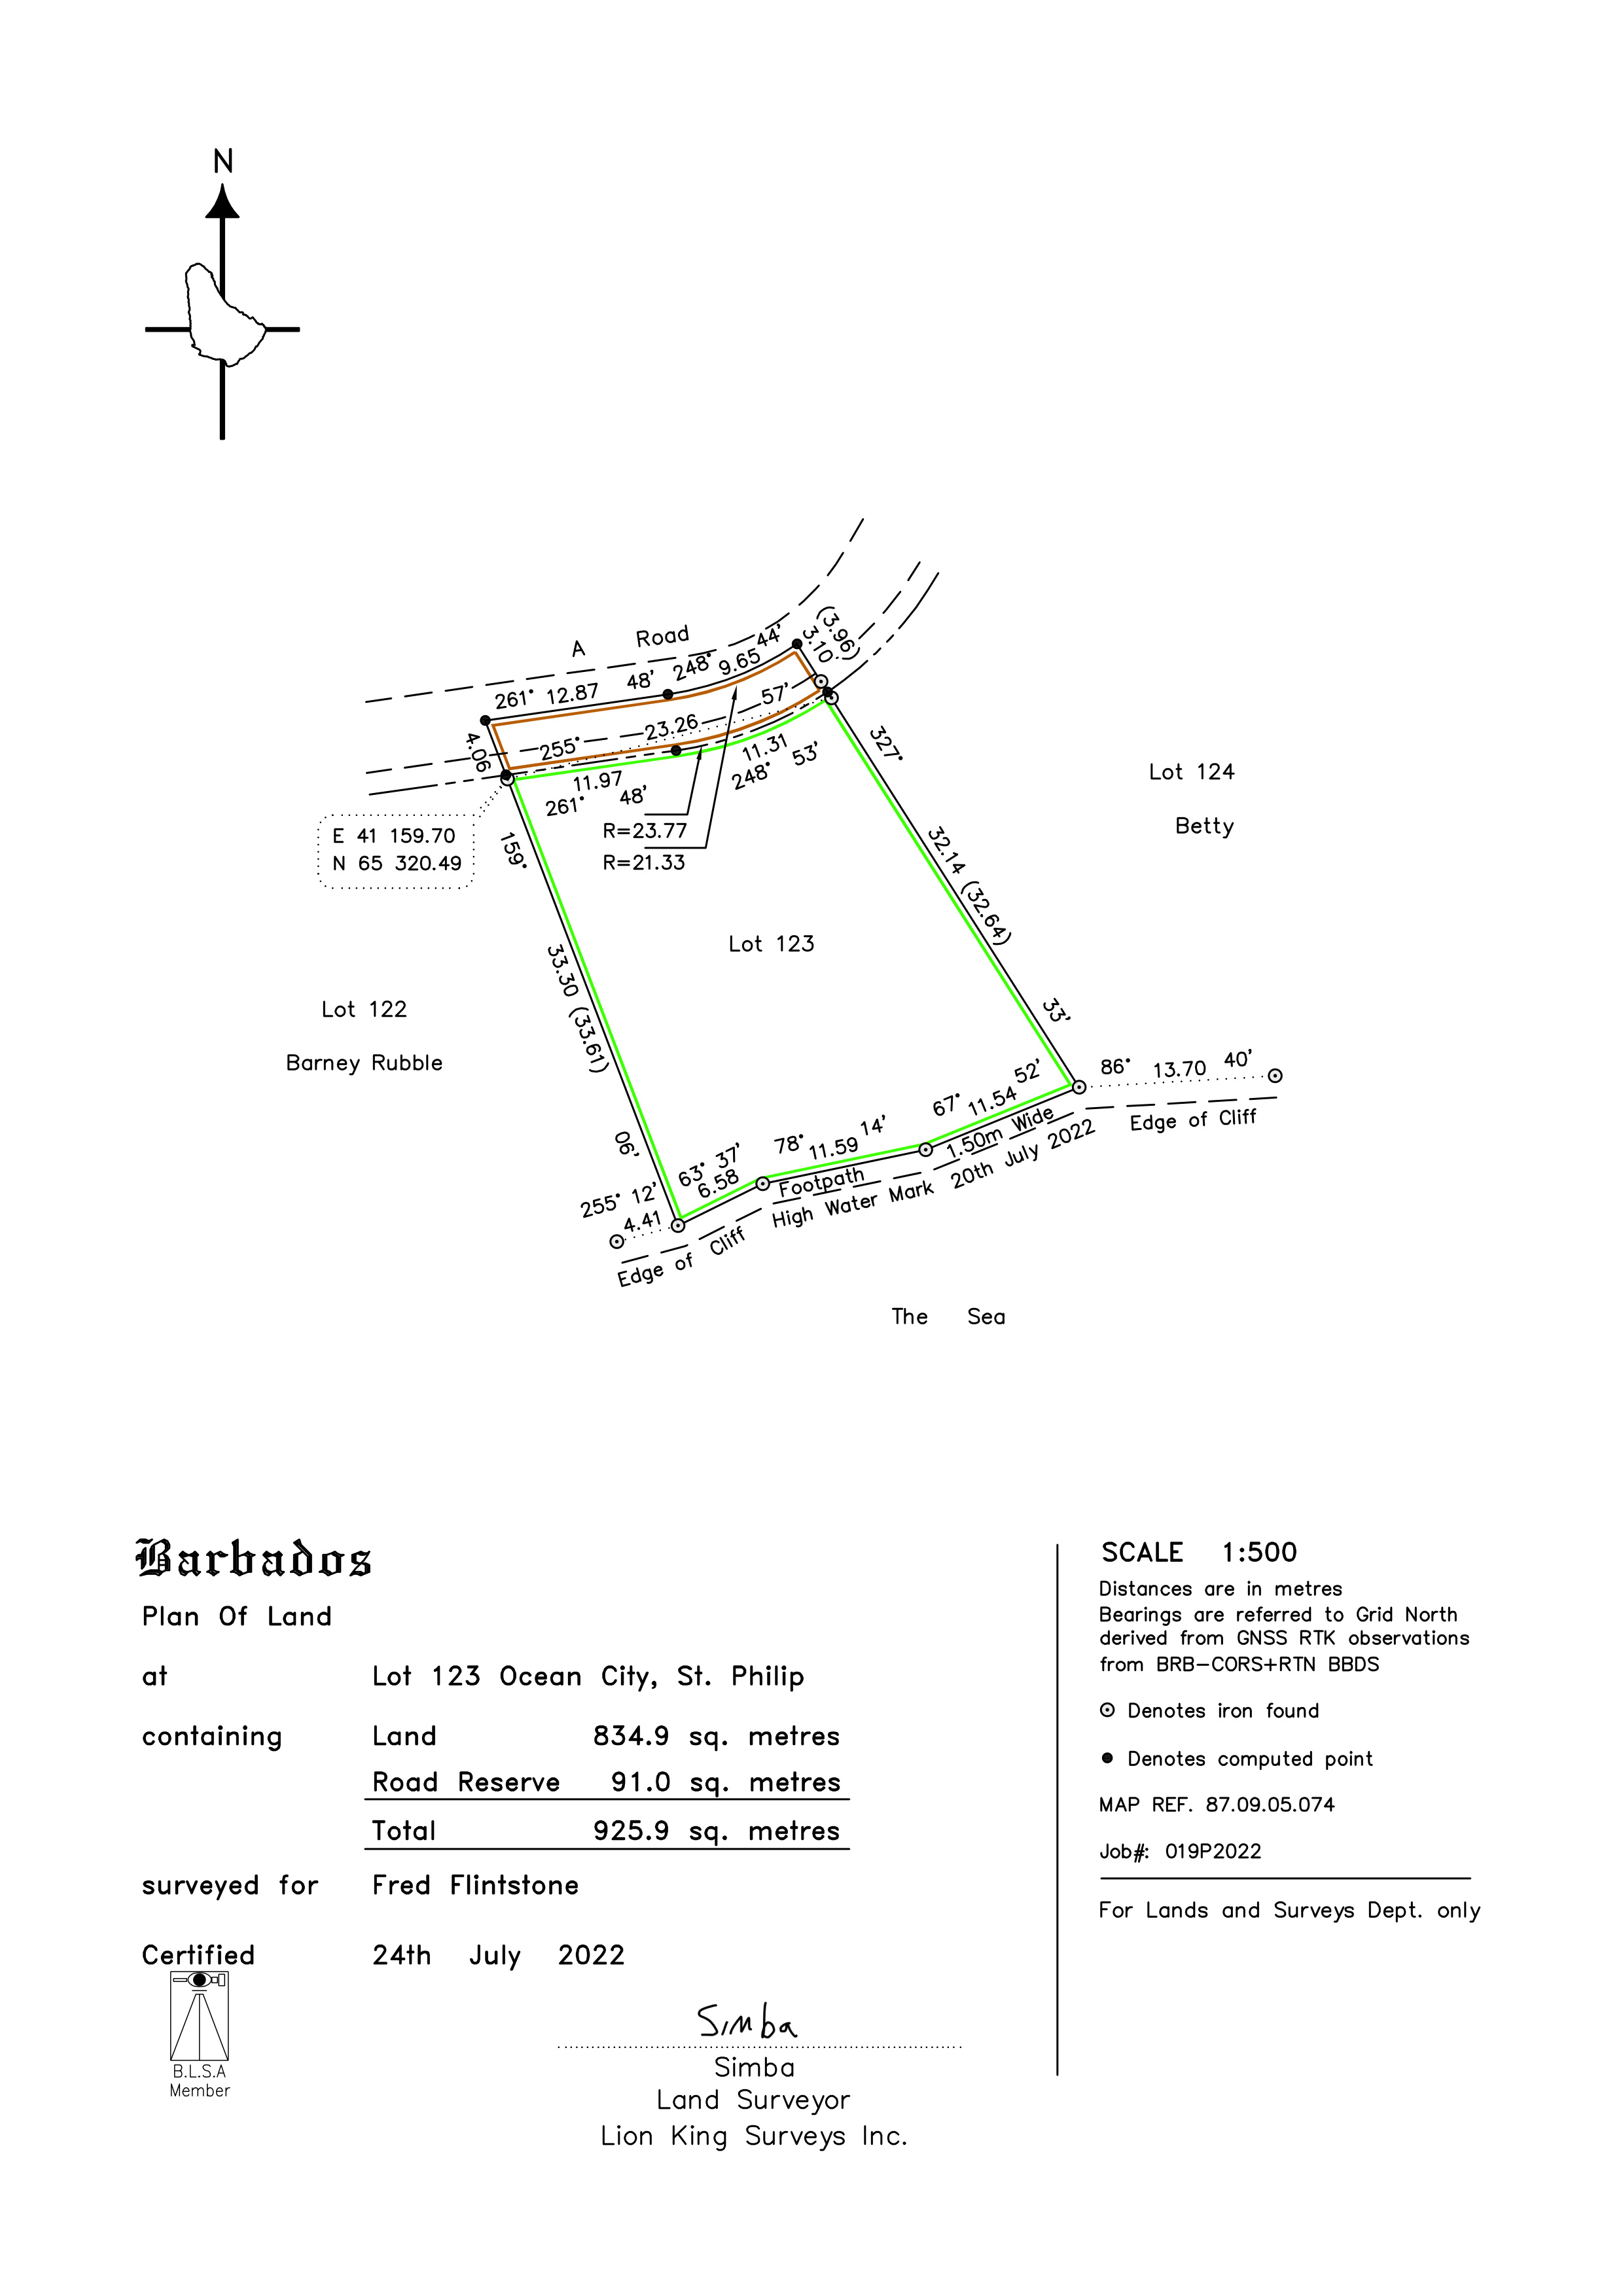 N
A Road
261° 12.87 48'
248° 9.65 44'
3.10
(3.96)
4.06
255° 23.26 57'
11.97
261° 48'
11.31
248° 53'
R=23.77
R=21.33
E 41 159.70
N 65 320.49
159° 33.30 (33.61) 06'
327° 32.14 (32.64) 33'
Lot 124
Betty
Lot 123
Lot 122
Barney Rubble
86° 13.70 40'
67° 11.54 52'
78° 11.59 14'
63° 37'
6.58
255° 12'
4.41
1.50m Wide
Footpath
Edge of Cliff
High Water Mark 20th July 2022
Edge of Cliff
The Sea
Barbados
Plan Of Land
at Lot 123 Ocean City, St. Philip
containing Land 834.9 sq. metres
Road Reserve 91.0 sq. metres
Total 925.9 sq. metres
surveyed for Fred Flintstone
Certified 24th July 2022
B.L.S.A
Member
Simba
Simba
Land Surveyor
Lion King Surveys Inc.
SCALE 1:500
Distances are in metres
Bearings are referred to Grid North
derived from GNSS RTK observations
from BRB-CORS+RTN BBDS
Denotes iron found
Denotes computed point
MAP REF. 87.09.05.074
Job#: 019P2022
For Lands and Surveys Dept. only